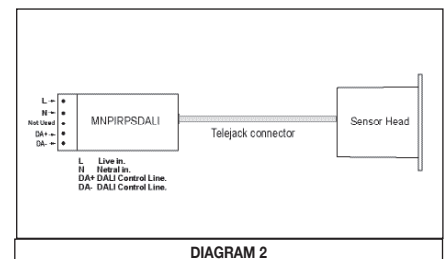 L
N
Not Used
DA+
DA-
MNPIRPSDALI
Telejack connector
Sensor Head
L Live in.
N Netral in.
DA+ DALI Control Line.
DA- DALI Control Line.
DIAGRAM 2